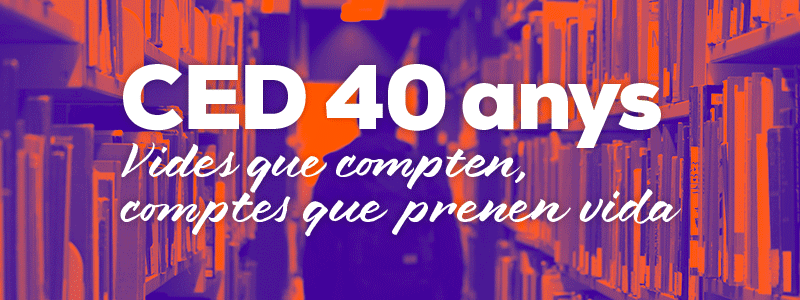 CED 40 anys
Vides que compten,
comptes que prenen vida